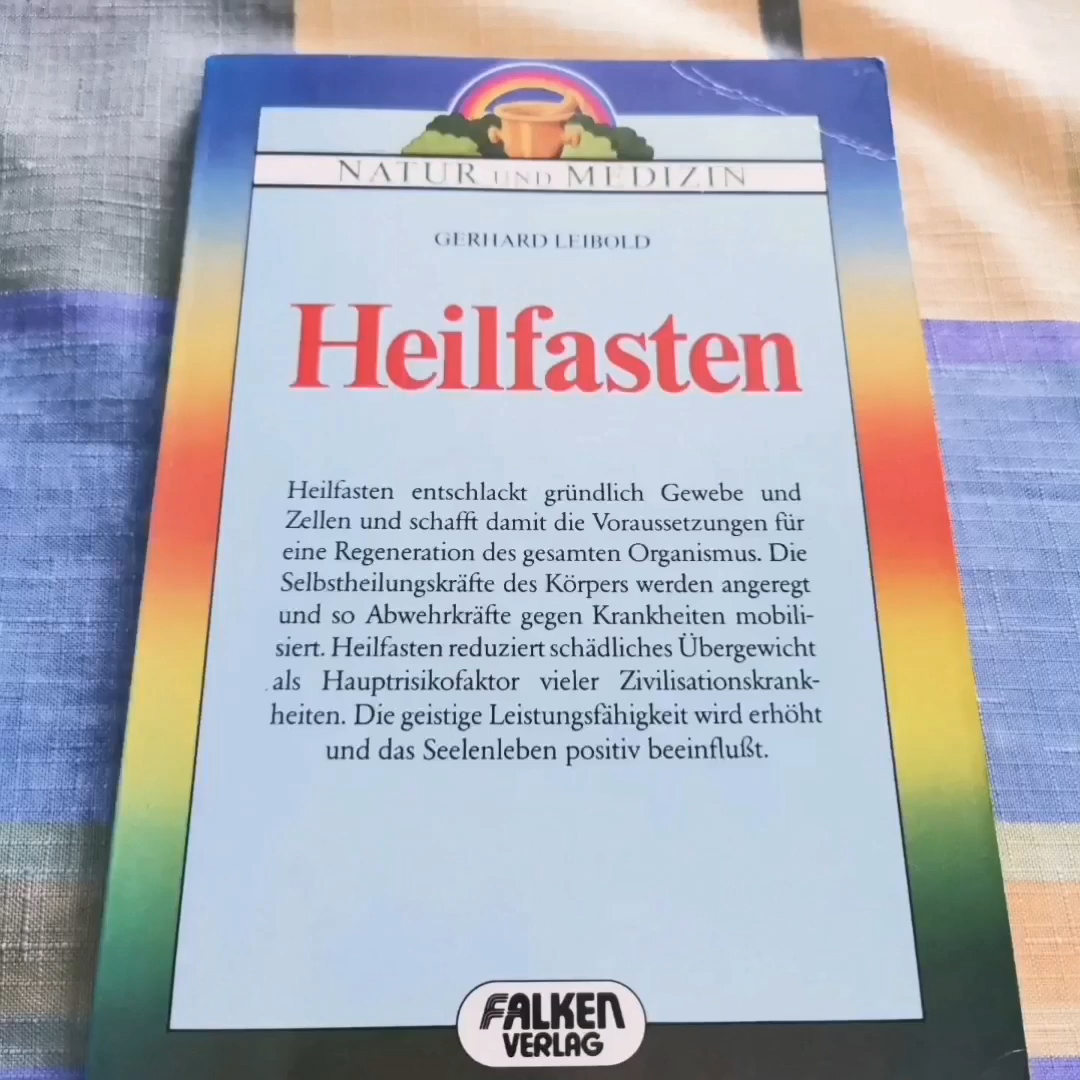 NATUR UND MEDIZIN
GERHARD LEIBOLD
Heilfasten
Heilfasten entschlackt gründlich Gewebe und
Zellen und schafft damit die Voraussetzungen für
eine Regeneration des gesamten Organismus. Die
Selbstheilungskräfte des Körpers werden angeregt
und so Abwehrkräfte gegen Krankheiten mobili-
siert. Heilfasten reduziert schädliches Übergewicht
als Hauptrisikofaktor vieler Zivilisationskrank-
heiten. Die geistige Leistungsfähigkeit wird erhöht
und das Seelenleben positiv beeinflußt.
FALKEN
VERLAG